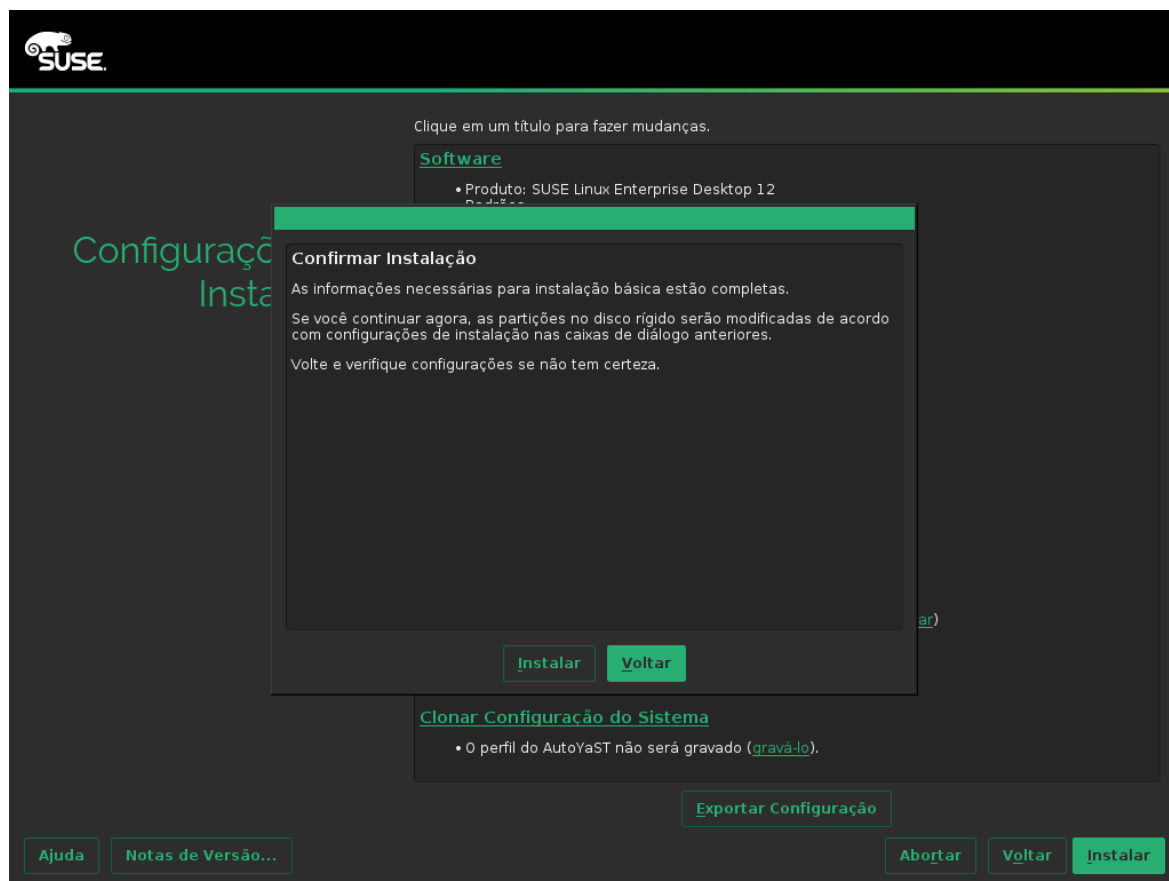 SUSE.
Clique em um título para fazer mudanças.
Software
• Produto: SUSE Linux Enterprise Desktop 12
Configuraçõ
Insta
Confirmar Instalação
As informações necessárias para instalação básica estão completas.
Se você continuar agora, as partições no disco rígido serão modificadas de acordo
com configurações de instalação nas caixas de diálogo anteriores.
Volte e verifique configurações se não tem certeza.
ar)
Instalar Voltar
Clonar Configuração do Sistema
• O perfil do AutoYaST não será gravado (gravá-lo).
Exportar Configuração
Ajuda Notas de Versão... Abortar Voltar Instalar